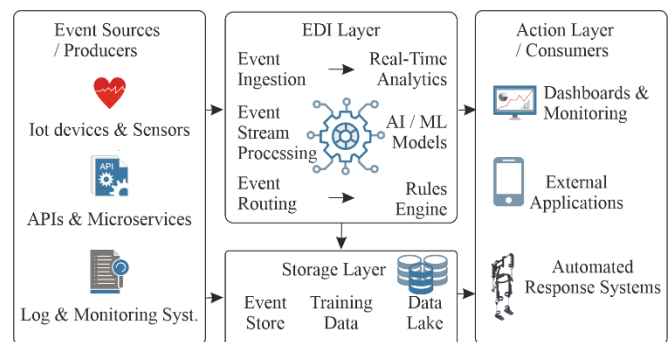 Event Sources
/ Producers
Iot devices & Sensors
API
APIs & Microservices
Log & Monitoring Syst.
EDI Layer
Event
Ingestion
Real-Time
Analytics
Event
Stream
Processing
AI / ML
Models
Event
Routing
Rules
Engine
Storage Layer
Event
Store
Training
Data
Data
Lake
Action Layer
/ Consumers
Dashboards &
Monitoring
External
Applications
Automated
Response Systems